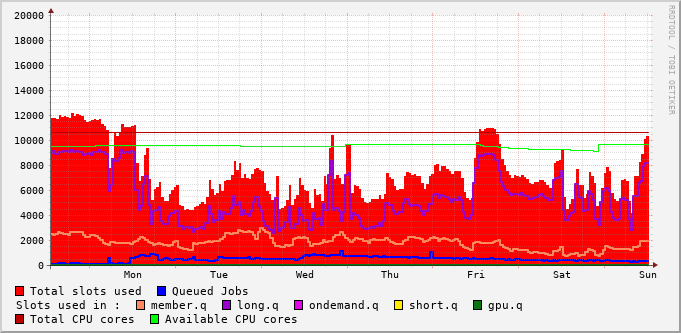 20000
18000
16000
14000
12000
10000
8000
6000
4000
2000
0
Mon Tue Wed Thu Fri Sat Sun
Total slots used Queued Jobs
Slots used in : member.q long.q ondemand.q short.q gpu.q
Total CPU cores Available CPU cores
RRDTOOL / TOBI OETIKER